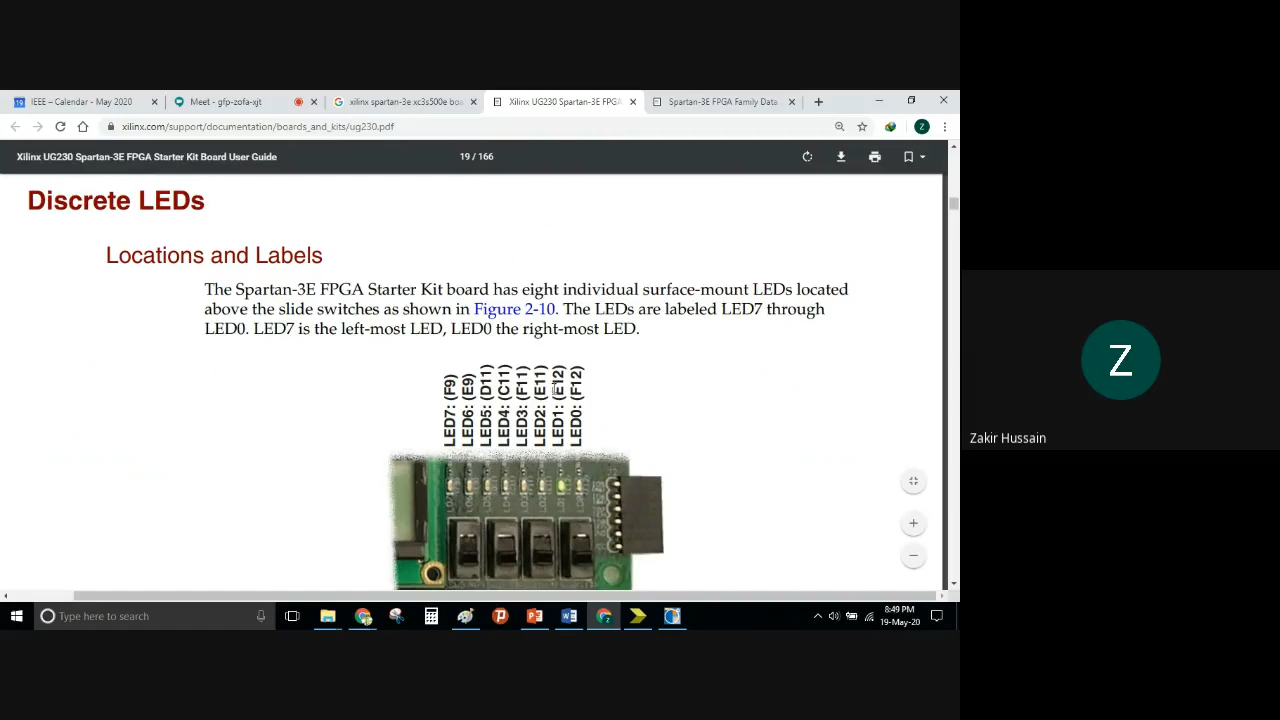 IEEE – Calendar - May 2020
Meet - gfp-zofa-xjt
xilinx spartan-3e xc3s500e boa
Xilinx UG230 Spartan-3E FPGA
Spartan-3E FPGA Family Data
xilinx.com/support/documentation/boards_and_kits/ug230.pdf
Z
Xilinx UG230 Spartan-3E FPGA Starter Kit Board User Guide
19 / 166
Discrete LEDs
Locations and Labels
The Spartan-3E FPGA Starter Kit board has eight individual surface-mount LEDs located
above the slide switches as shown in Figure 2-10. The LEDs are labeled LED7 through
LED0. LED7 is the left-most LED, LED0 the right-most LED.
LED7: (F9)
LED6: (E9)
LED5: (D11)
LED4: (C11)
LED3: (F11)
LED2: (E11)
LED1: (E12)
LED0: (F12)
Z
Zakir Hussain
Type here to search
8:49 PM
19-May-20